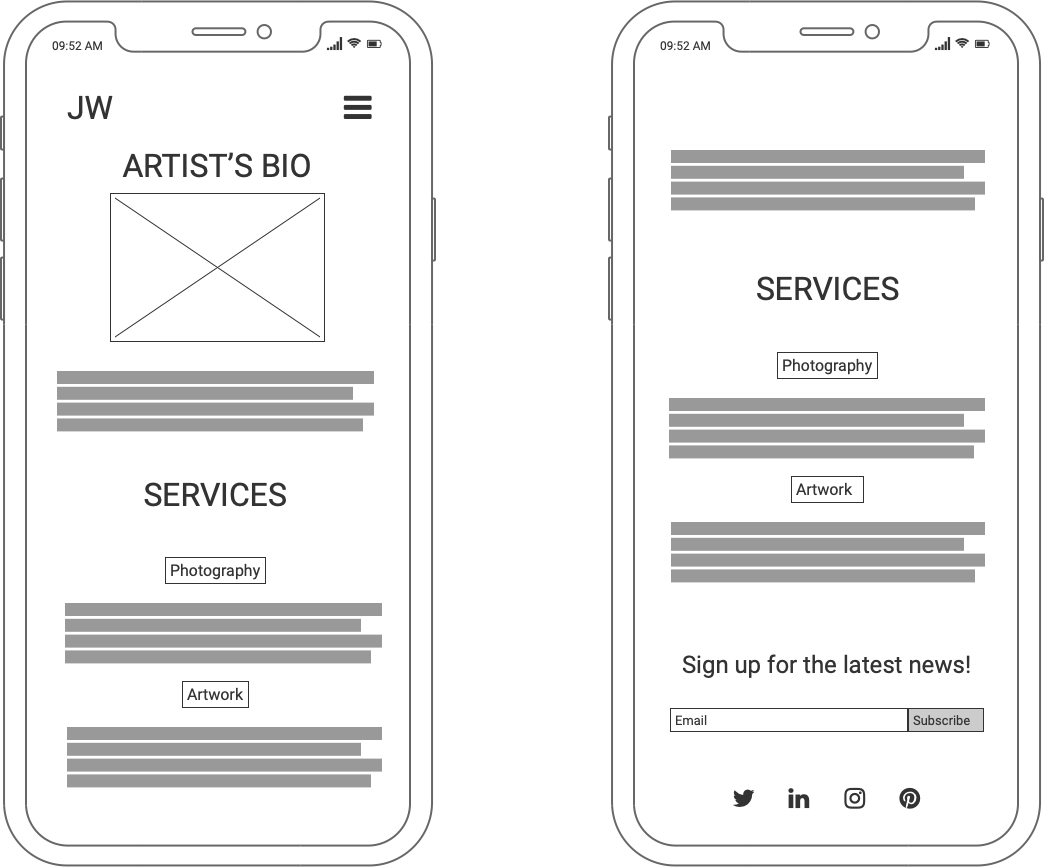 09:52 AM
JW
ARTIST’S BIO
SERVICES
Photography
Artwork
09:52 AM
SERVICES
Photography
Artwork
Sign up for the latest news!
Email Subscribe